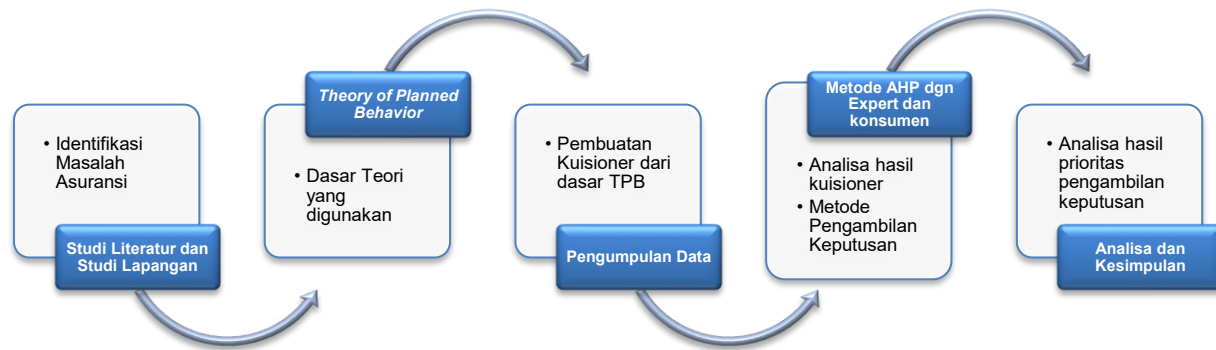 • Identifikasi
Masalah
Asuransi
Studi Literatur dan
Studi Lapangan
Theory of Planned
Behavior
• Dasar Teori
yang
digunakan
• Pembuatan
Kuisioner dari
dasar TPB
Pengumpulan Data
Metode AHP dgn
Expert dan
konsumen
• Analisa hasil
kuisioner
• Metode
Pengambilan
Keputusan
• Analisa hasil
prioritas
pengambilan
keputusan
Analisa dan
Kesimpulan